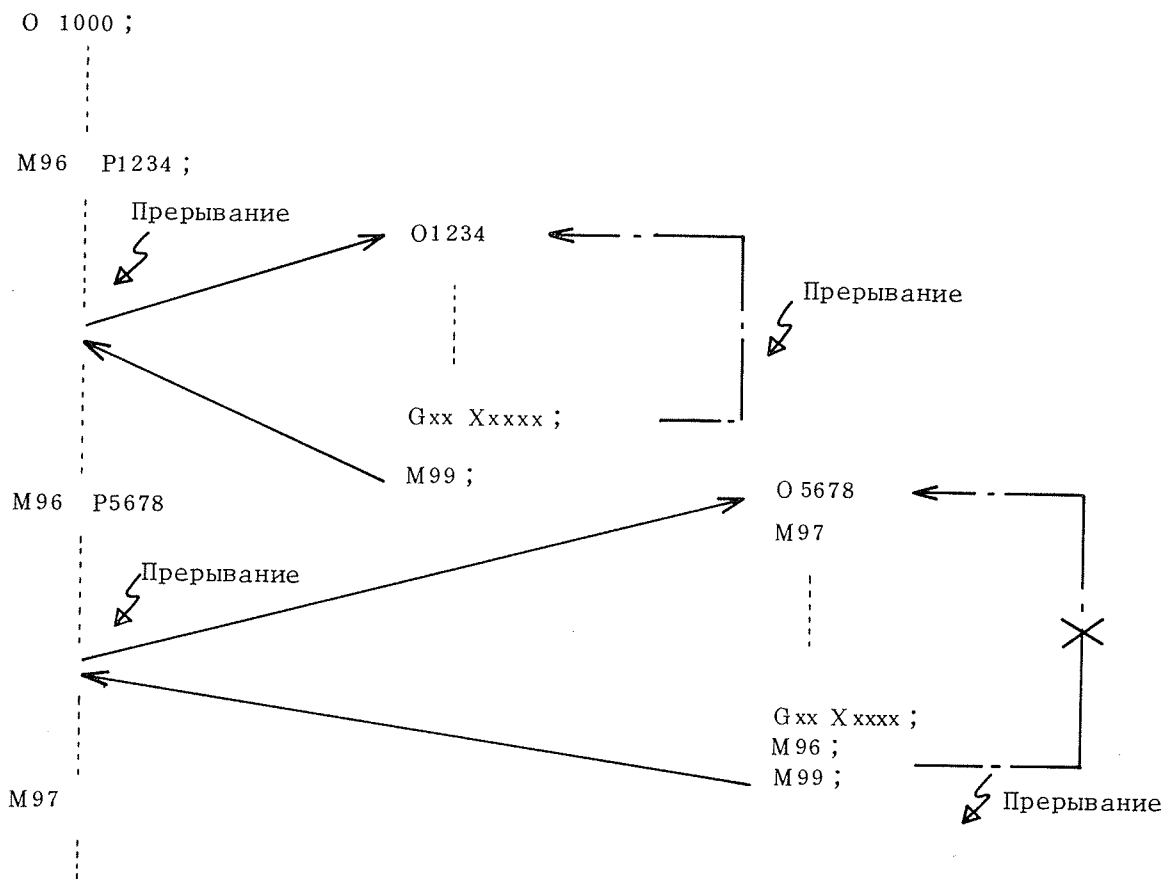 O 1000 ;
M96 P1234 ;
Прерывание
O1234
Прерывание
Gxx Xxxxx ;
M99 ;
M96 P5678
O 5678
M97
Прерывание
Gxx Xxxxx ;
M96 ;
M99 ;
M97
Прерывание